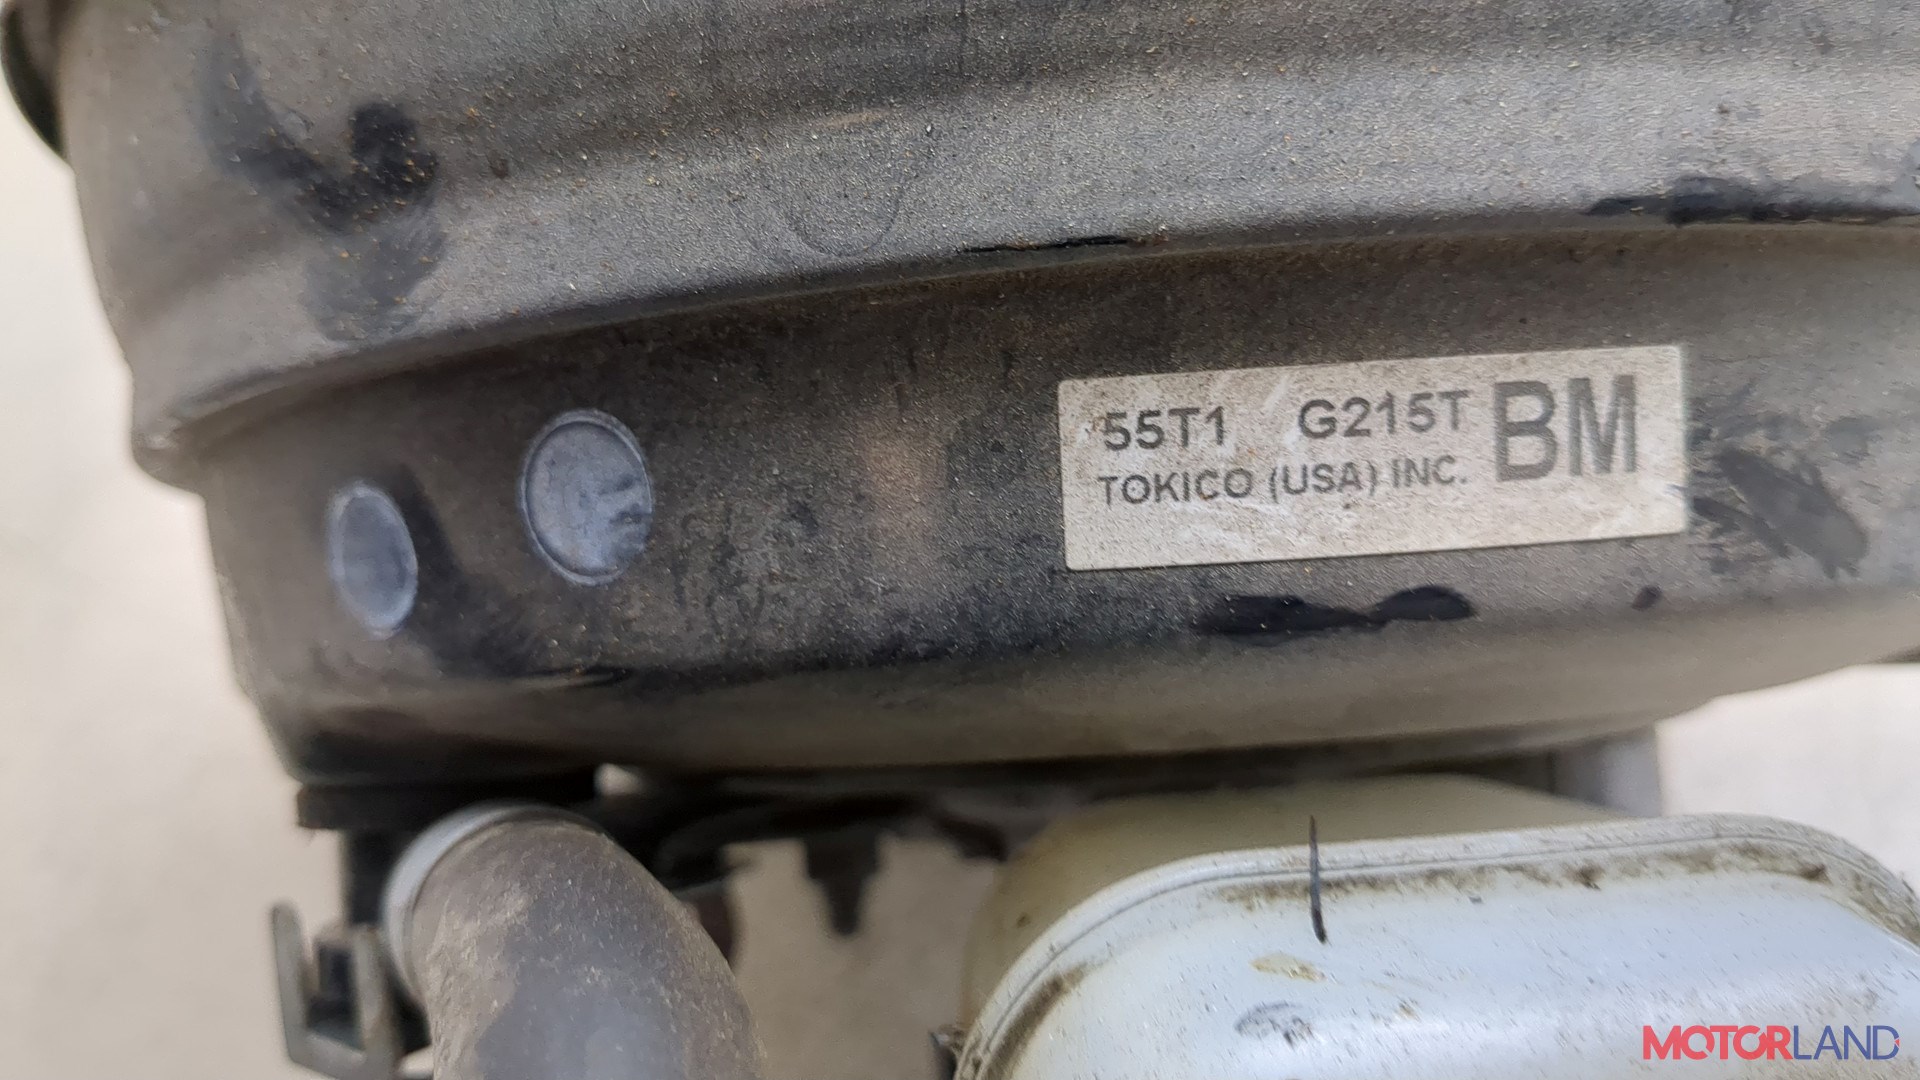 55T1 G215T BM
TOKICO (USA) INC.
MOTORLAND